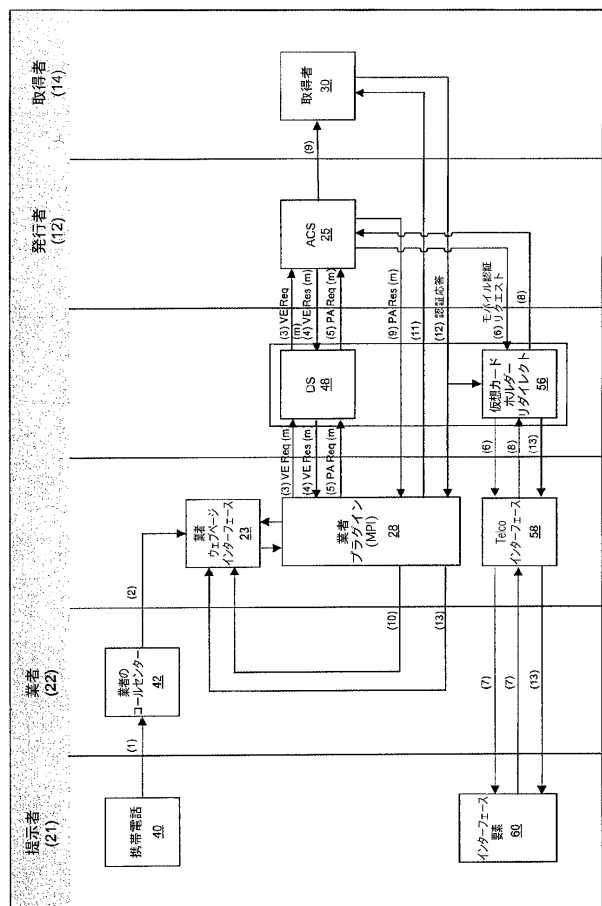 提示者
(21)
業者
(22)
発行者
(12)
取得者
(14)
携帯電話
40
(1)
業者の
コールセンター
42
(2)
業者
ウェブページ
インターフェース
23
業者
プラグイン
(MPI)
28
(10)
(13)
(3) VE Req (m)
(4) VE Res (m)
(5) PA Req (m)
DS
48
(3) VE Req
(m)
(4) VE Res (m)
(5) PA Req (m)
ACS
25
(9)
取得者
30
(9) PA Res (m)
(11)
(12) 認証応答
モバイル認証
(6) リクエスト
(8)
仮想カード
ホルダー
リダイレクト
56
(6)
(8)
(13)
Telco
インターフェース
58
(7)
(7)
(13)
インターフェース
要素
60